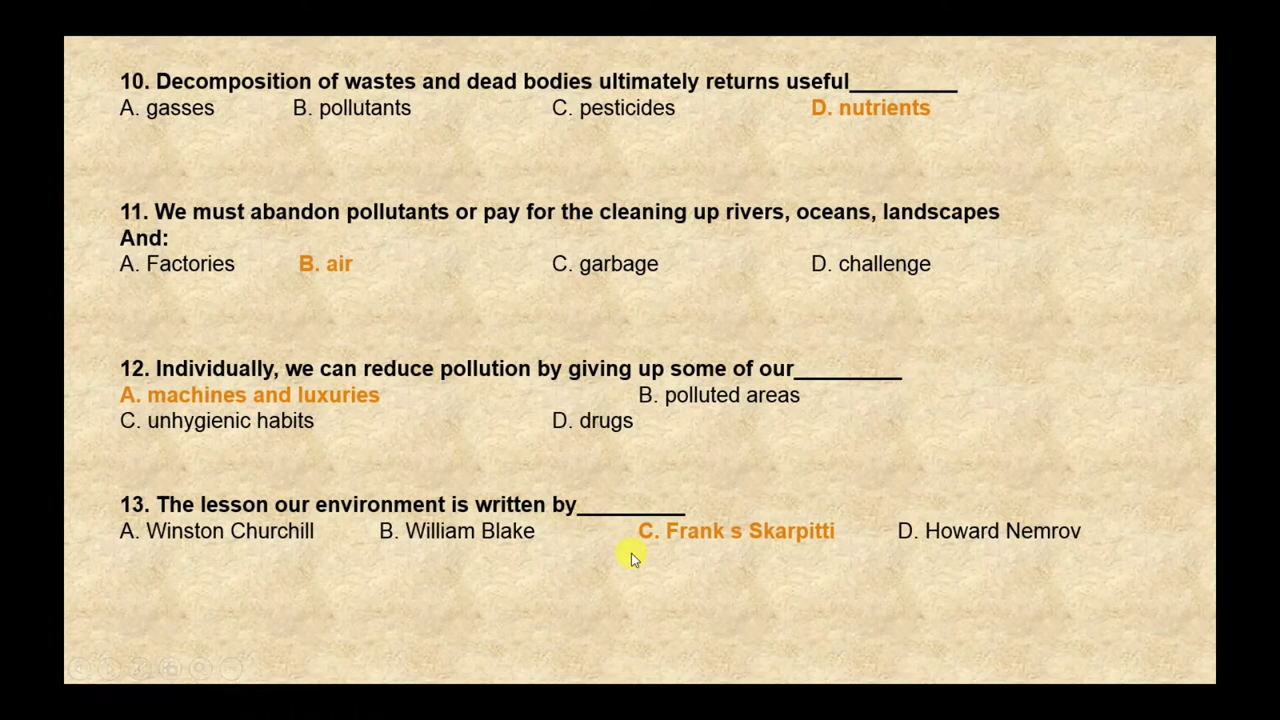 10. Decomposition of wastes and dead bodies ultimately returns useful_________
A. gasses B. pollutants C. pesticides D. nutrients
11. We must abandon pollutants or pay for the cleaning up rivers, oceans, landscapes
And:
A. Factories B. air C. garbage D. challenge
12. Individually, we can reduce pollution by giving up some of our_________
A. machines and luxuries B. polluted areas
C. unhygienic habits D. drugs
13. The lesson our environment is written by_________
A. Winston Churchill B. William Blake C. Frank s Skarpitti D. Howard Nemrov